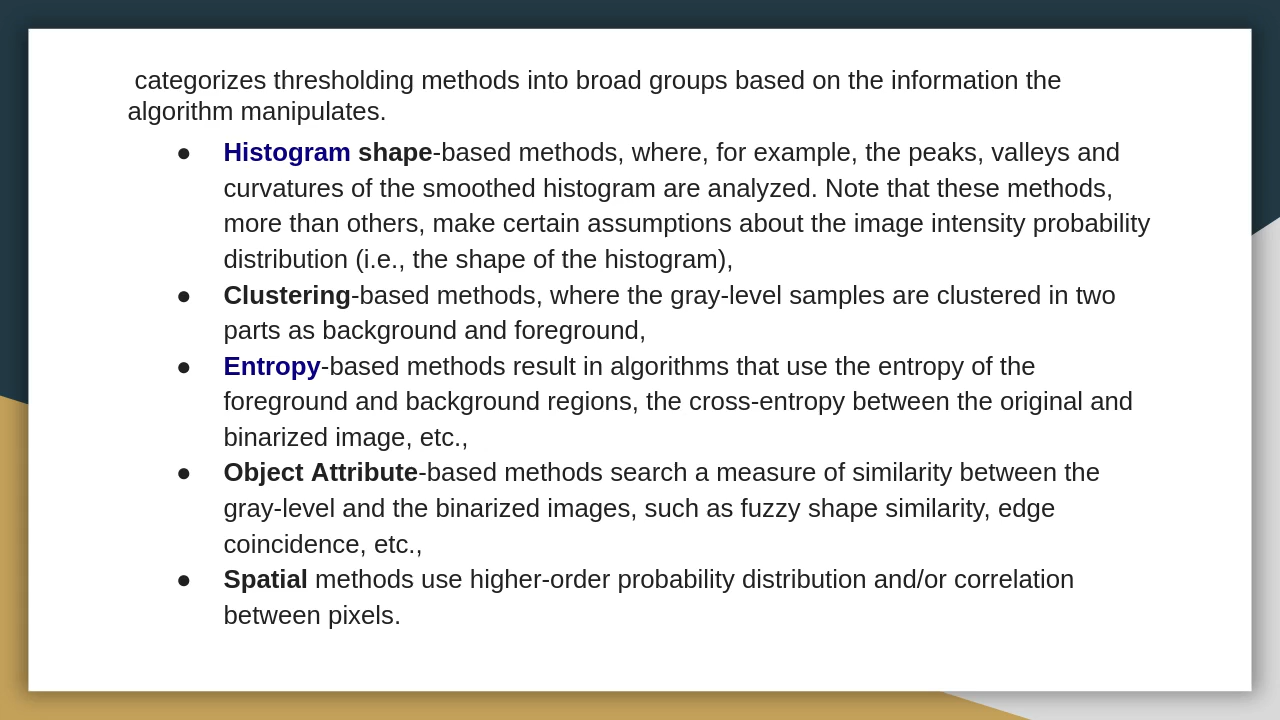 categorizes thresholding methods into broad groups based on the information the
algorithm manipulates.
● Histogram shape-based methods, where, for example, the peaks, valleys and
curvatures of the smoothed histogram are analyzed. Note that these methods,
more than others, make certain assumptions about the image intensity probability
distribution (i.e., the shape of the histogram),
● Clustering-based methods, where the gray-level samples are clustered in two
parts as background and foreground,
● Entropy-based methods result in algorithms that use the entropy of the
foreground and background regions, the cross-entropy between the original and
binarized image, etc.,
● Object Attribute-based methods search a measure of similarity between the
gray-level and the binarized images, such as fuzzy shape similarity, edge
coincidence, etc.,
● Spatial methods use higher-order probability distribution and/or correlation
between pixels.